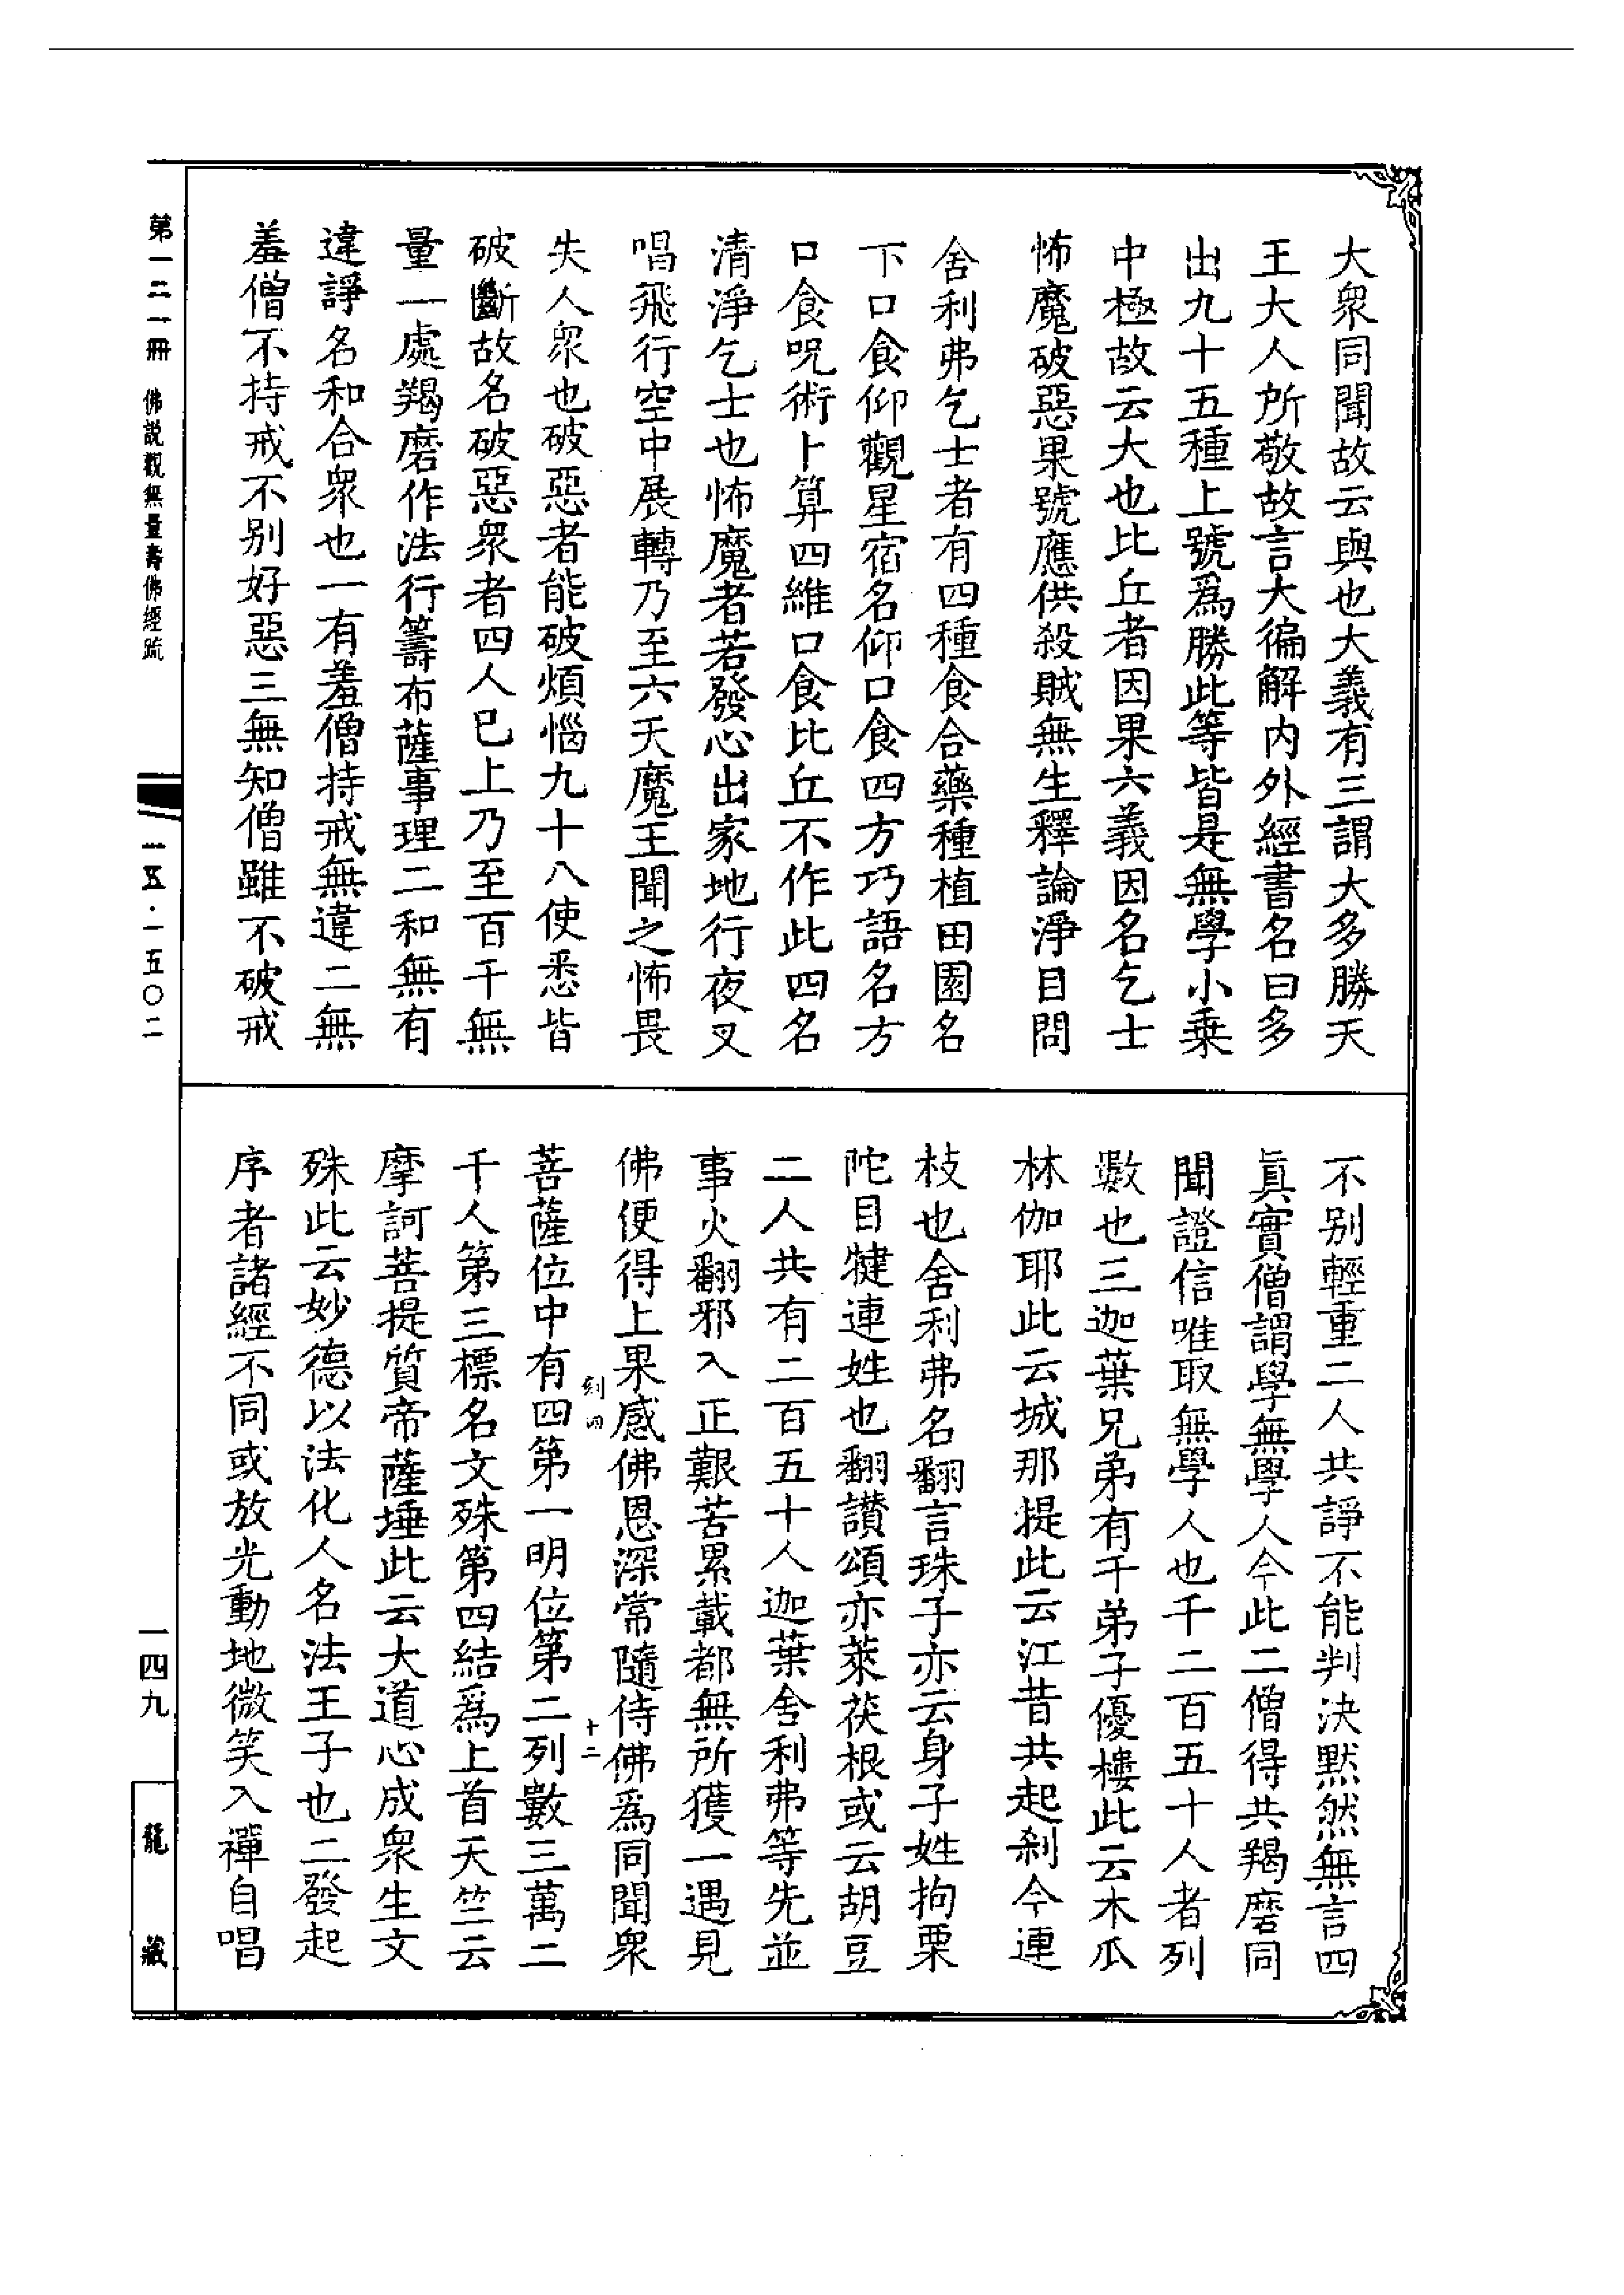 大衆同聞故云與也大義有三謂大多勝天
王大人所敬故言大徧解内外經書名曰多
出九十五種上號爲勝此等皆是無學小乗
中極故云大也比丘者因果六義因名乞士
怖魔破惡果號應供殺賊無生釋論淨目問
舍利弗乞士者有四種食合藥種植田園名
下口食仰觀星宿名仰口食四方巧語名方
口食呪術卜算四維口食比丘不作此四名
清淨乞士也怖魔者若發心出家地行夜叉
唱飛行空中展轉乃至六天魔王聞之怖畏
失人衆也破惡者能破煩惱九十八使悉皆
破斷故名破惡衆者四人已上乃至百千無
量一處羯磨作法行籌布薩事理二和無有
違諍名和合衆也一有羞僧持戒無違二無
羞僧不持戒不别好惡三無知僧雖不破戒
不别輕重二人共諍不能判決默然無言四
眞實僧謂學無學人今此二僧得共羯磨同
聞證信唯取無學人也千二百五十人者列
數也三迦葉兄弟有千弟子優樓此云木瓜
林伽耶此云城那提此云江昔共起刹今連
枝也舍利弗名翻言珠子亦云身子姓拘栗
陀目犍連姓也翻讃頌亦萊茯根或云胡豆
二人共有二百五十人迦葉舍利弗等先並
事火翻邪入正艱苦累載都無所獲一遇見
佛便得上果感佛恩深常隨侍佛爲同聞衆
刻四
十二
菩薩位中有四第一明位第二列數三萬二
千人第三標名文殊第四結爲上首天竺云
摩訶菩提質帝薩埵此云大道心成衆生文
殊此云妙德以法化人名法王子也二發起
序者諸經不同或放光動地微笑入禪自唱
第一二一冊
佛説觀無量壽佛經疏
一五·一五〇二
一四九
龍藏